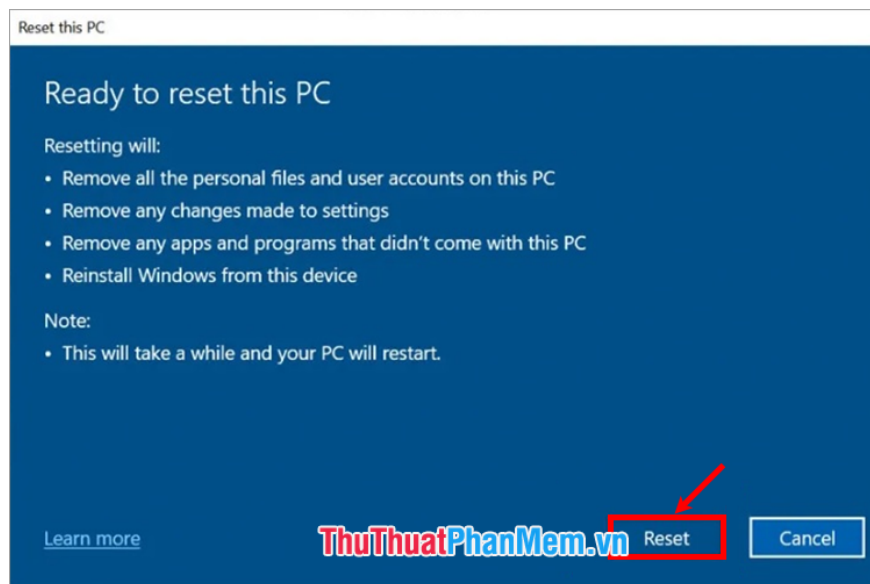 Reset this PC
Ready to reset this PC
Resetting will:
• Remove all the personal files and user accounts on this PC
• Remove any changes made to settings
• Remove any apps and programs that didn't come with this PC
• Reinstall Windows from this device
Note:
• This will take a while and your PC will restart.
Learn more
ThuThuatPhanMem.vn
Reset
Cancel